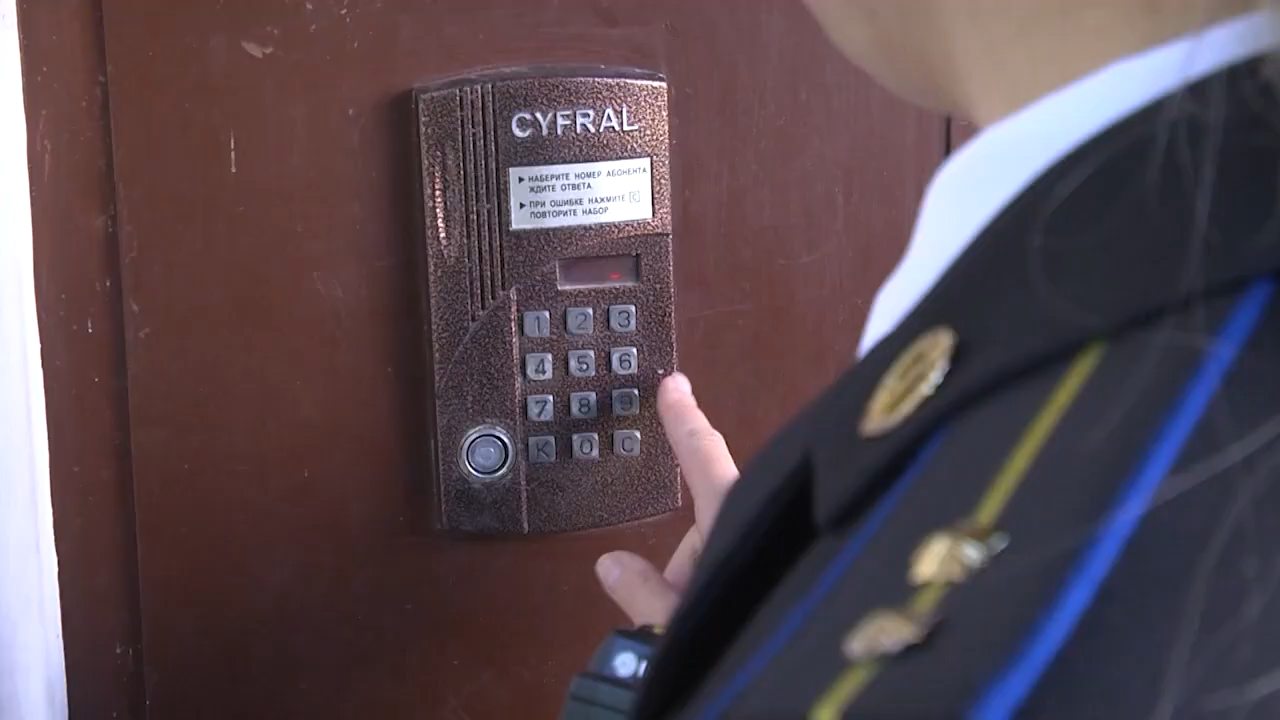 CYFRAL
▶ НАБЕРИТЕ НОМЕР АБОНЕНТА
ЖДИТЕ ОТВЕТА.
▶ ПРИ ОШИБКЕ НАЖМИТЕ C
ПОВТОРИТЕ НАБОР
1 2 3
4 5 6
7 8 9
K 0 C